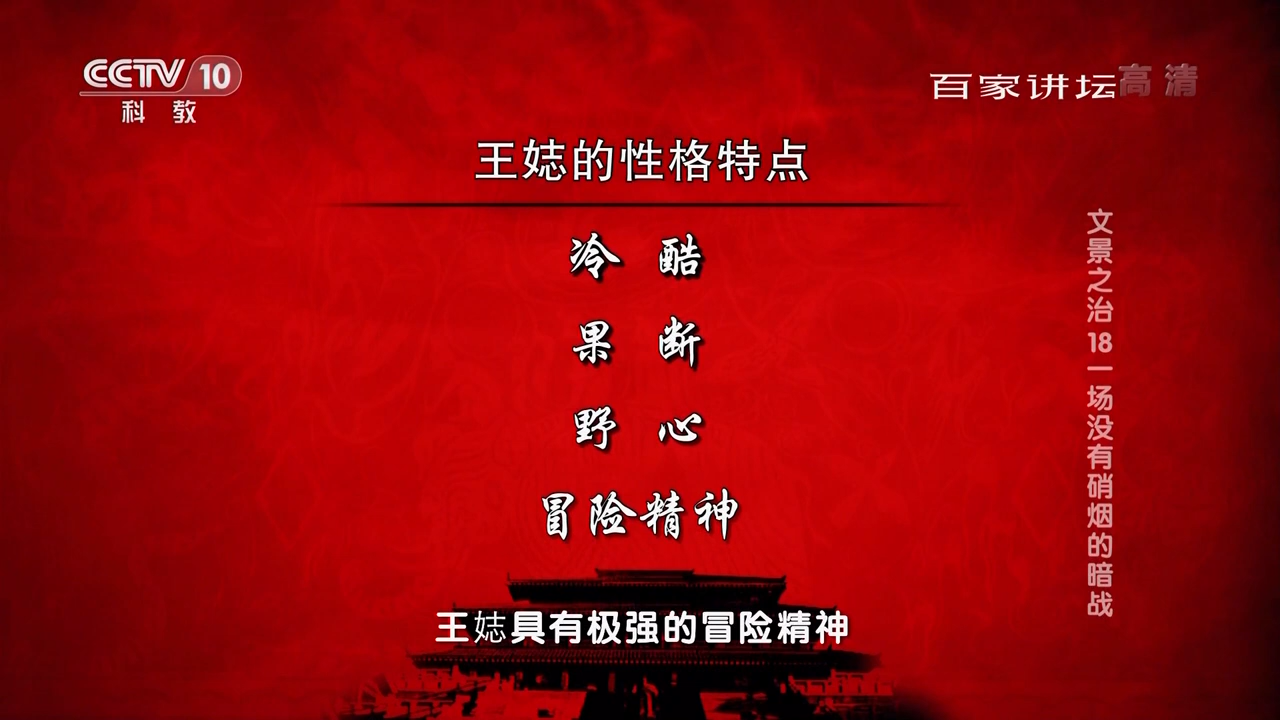 CCTV 10
科教
百家讲坛
高清
王娡的性格特点
冷酷
果断
野心
冒险精神
文景之治18一场没有硝烟的暗战
王娡具有极强的冒险精神